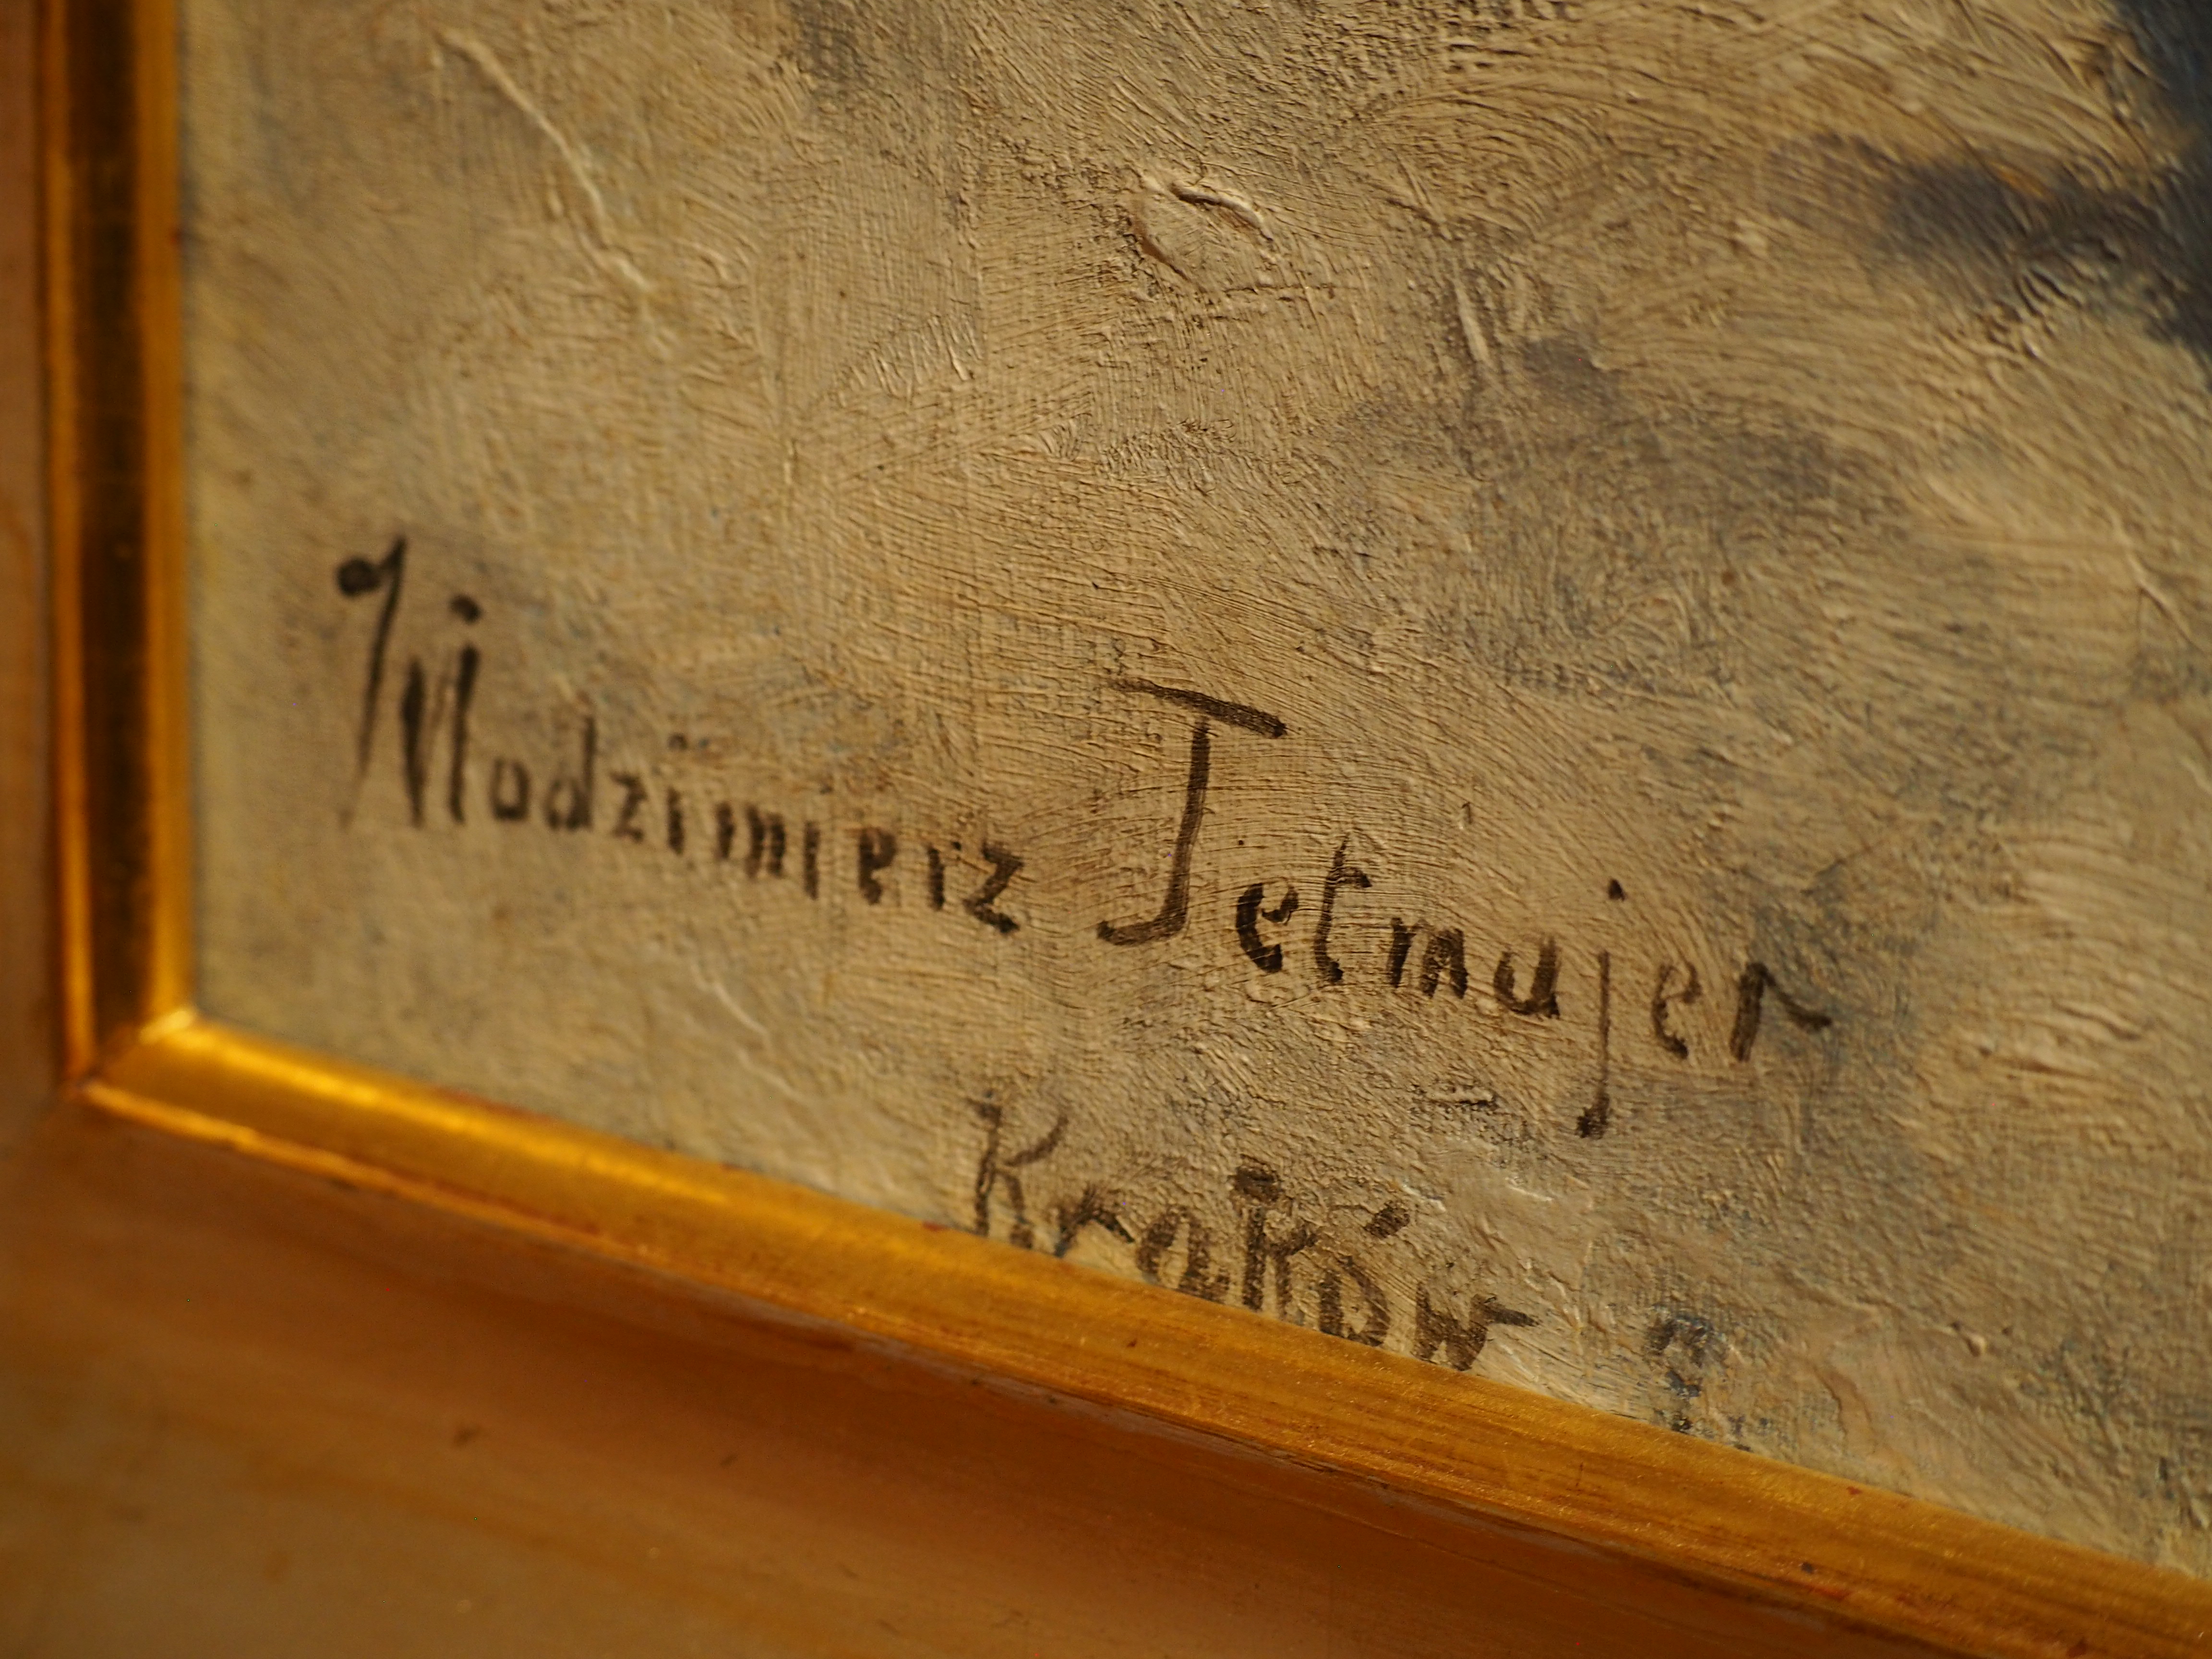 Włodzimierz Tetmajer
Kraków